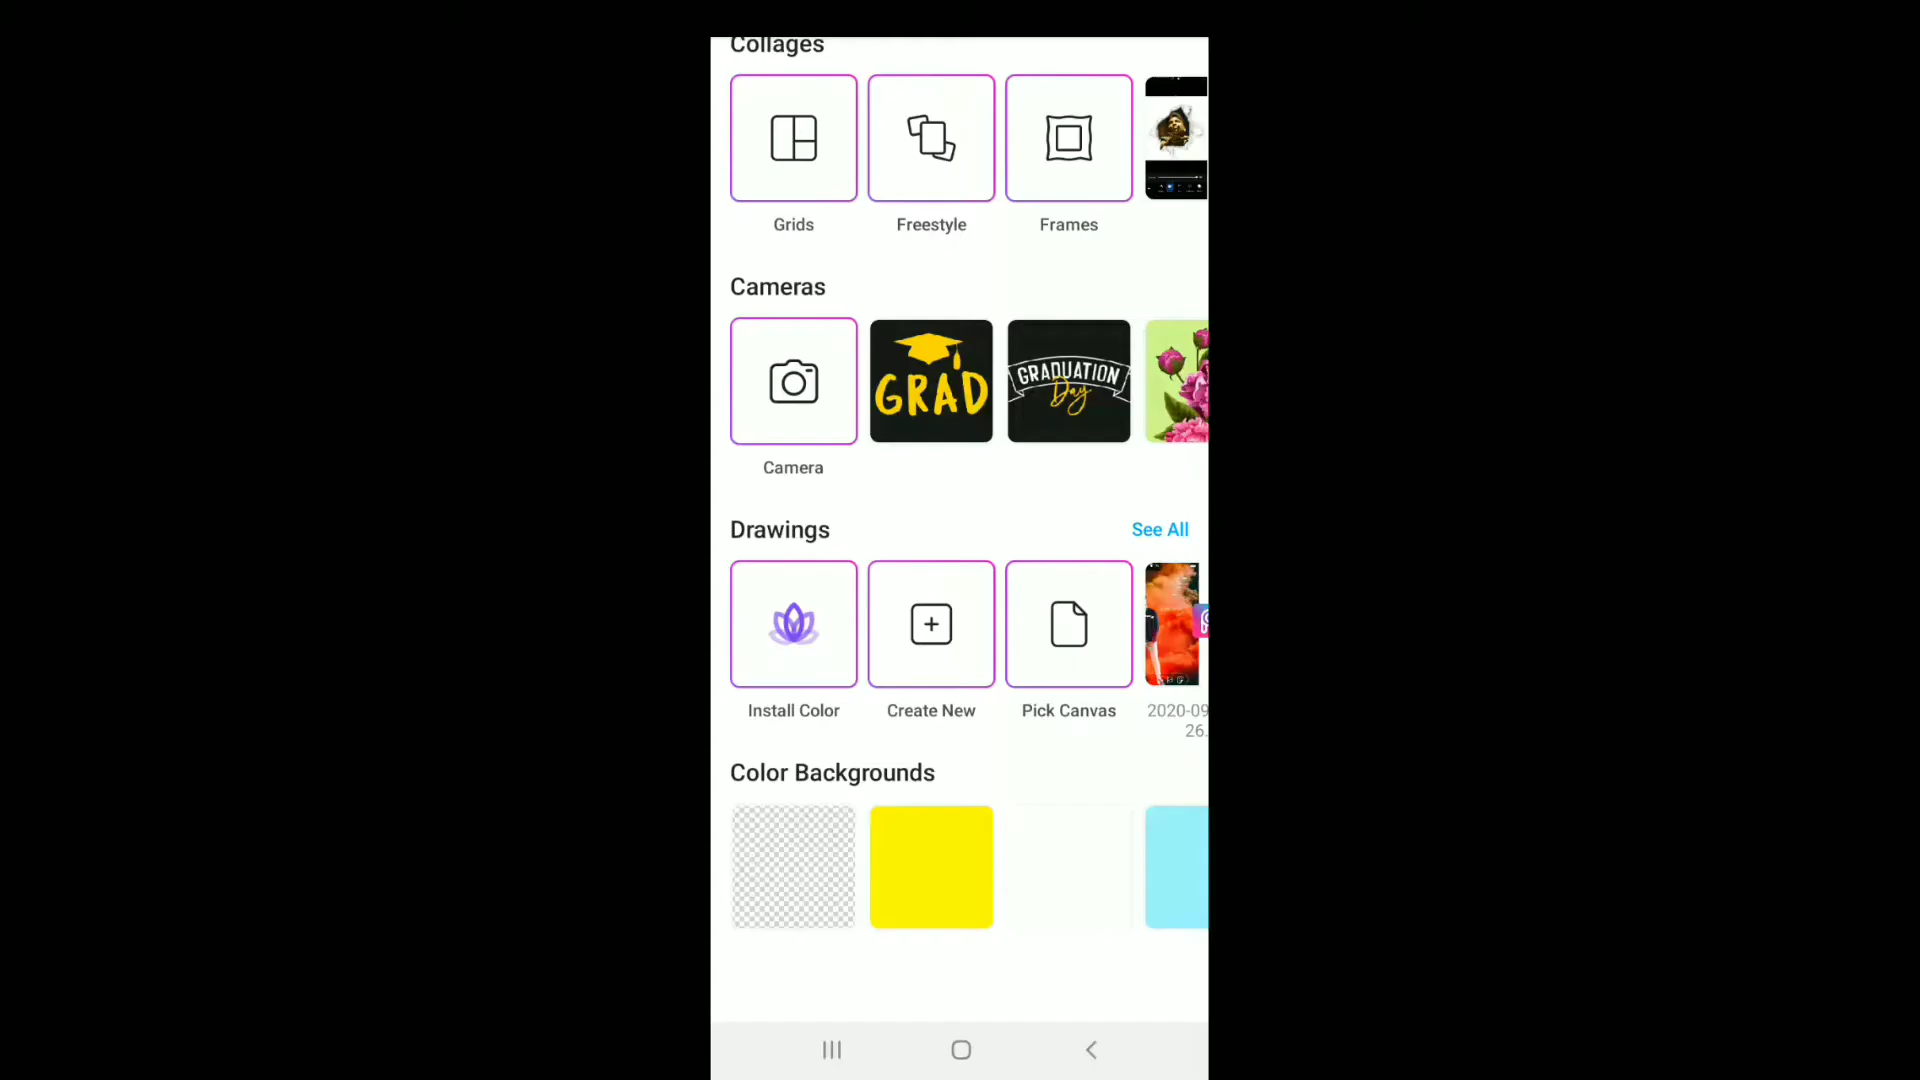 Collages
Grids
Freestyle
Frames
Cameras
GRAD
GRADUATION
Day
Camera
Drawings
See All
Install Color
Create New
Pick Canvas
2020-09
26.
Color Backgrounds